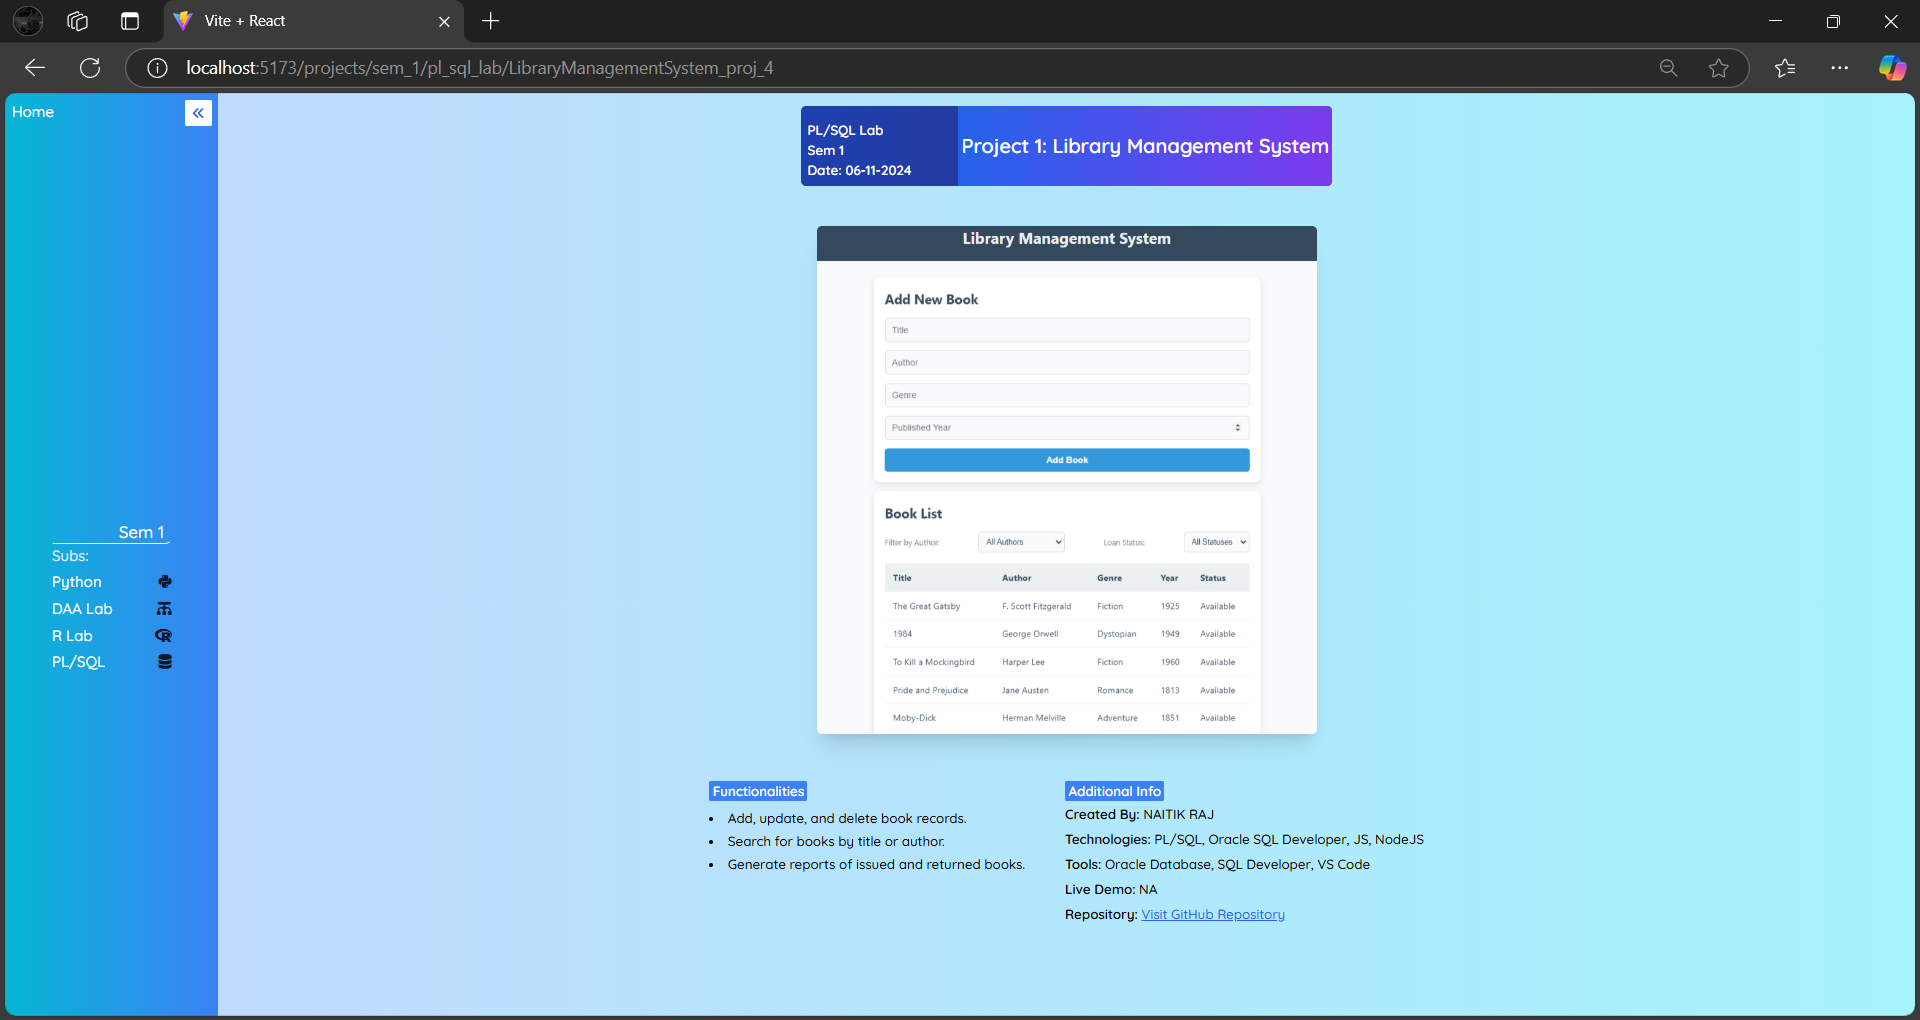 Vite + React
localhost:5173/projects/sem_1/pl_sql_lab/LibraryManagementSystem_proj_4
Home
Sem 1
Subs:
Python
DAA Lab
R Lab
PL/SQL
PL/SQL Lab
Sem 1
Date: 06-11-2024
Project 1: Library Management System
Library Management System
Add New Book
Title
Author
Genre
Published Year
Add Book
Book List
Filter by Author: All Authors Loan Status: All Statuses
Title Author Genre Year Status
The Great Gatsby F. Scott Fitzgerald Fiction 1925 Available
1984 George Orwell Dystopian 1949 Available
To Kill a Mockingbird Harper Lee Fiction 1960 Available
Pride and Prejudice Jane Austen Romance 1813 Available
Moby-Dick Herman Melville Adventure 1851 Available
Functionalities
• Add, update, and delete book records.
• Search for books by title or author.
• Generate reports of issued and returned books.
Additional Info
Created By: NAITIK RAJ
Technologies: PL/SQL, Oracle SQL Developer, JS, NodeJS
Tools: Oracle Database, SQL Developer, VS Code
Live Demo: NA
Repository: Visit GitHub Repository